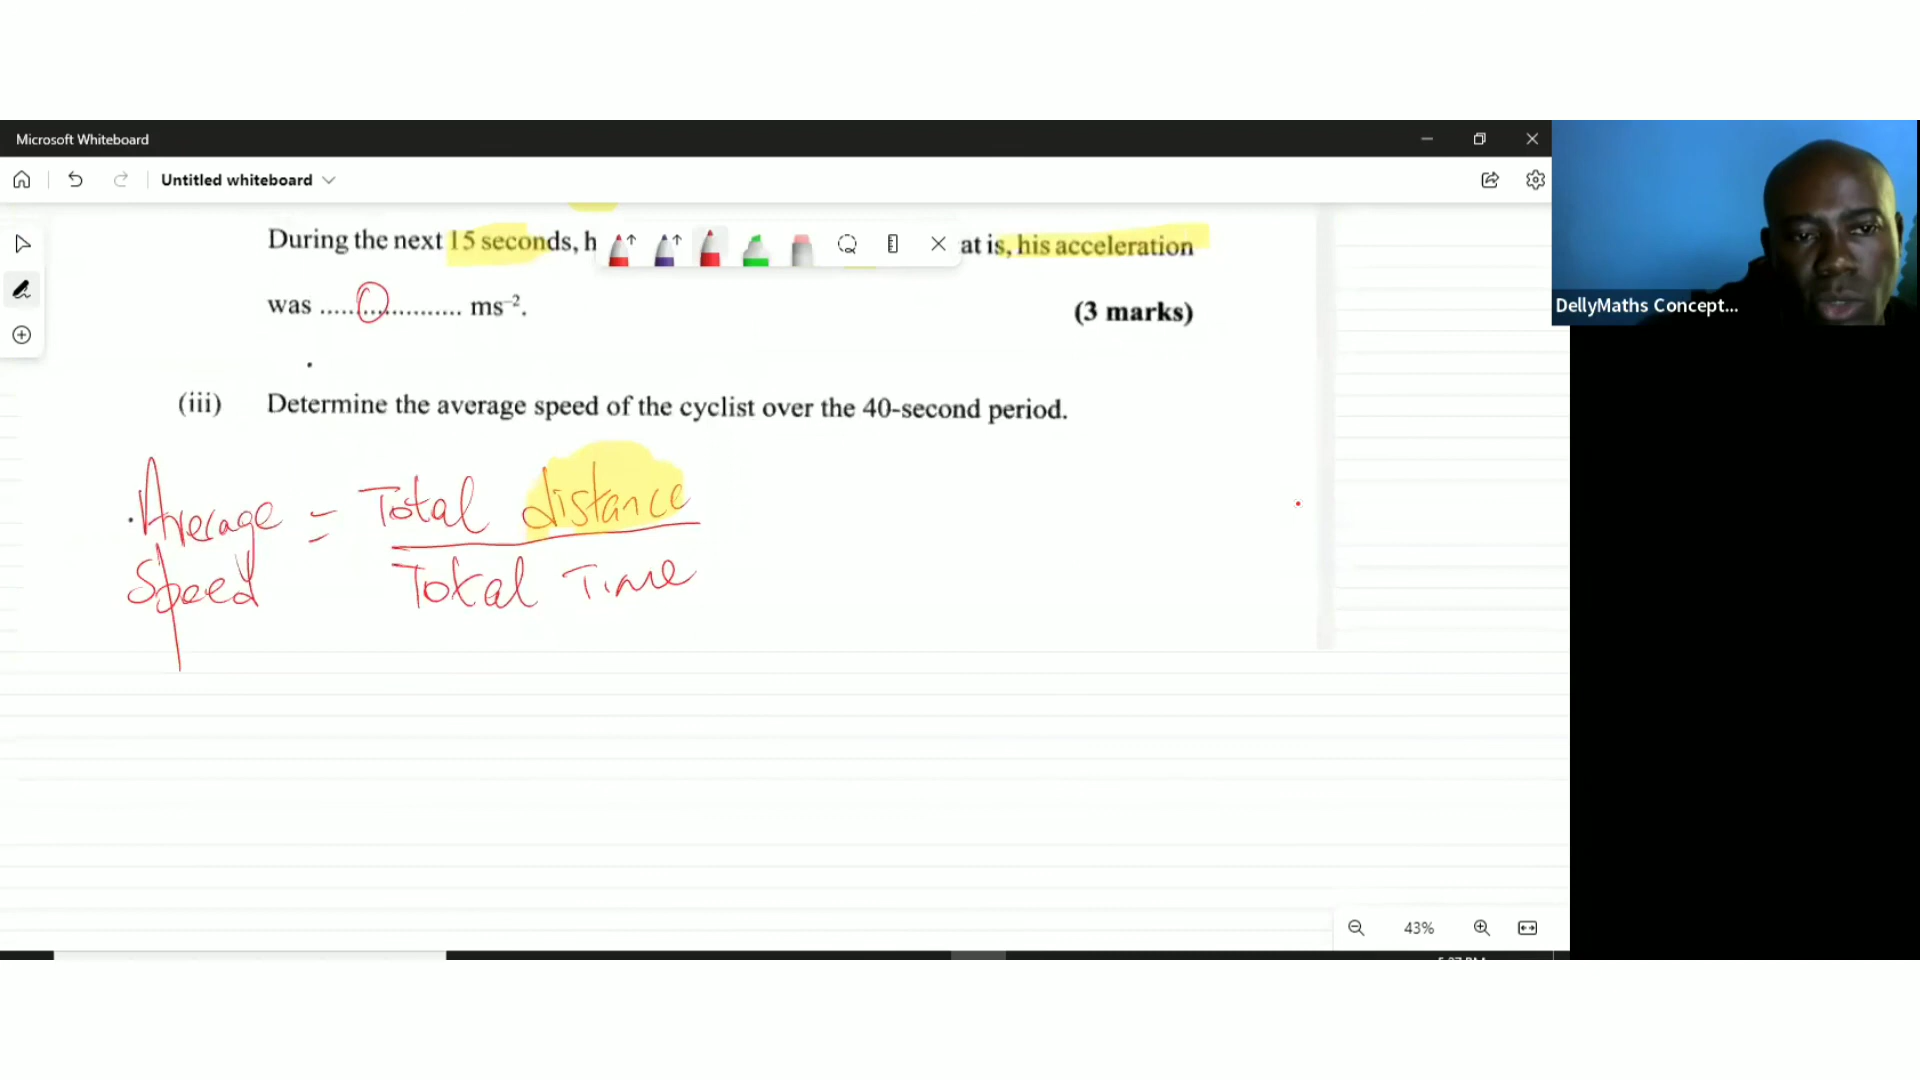 Microsoft Whiteboard
Untitled whiteboard
During the next 15 seconds, h at is, his acceleration
was ..... 0 ............. ms⁻².
(3 marks)
(iii) Determine the average speed of the cyclist over the 40-second period.
Average Speed = Total distance
Total Time
DellyMaths Concept...
43%